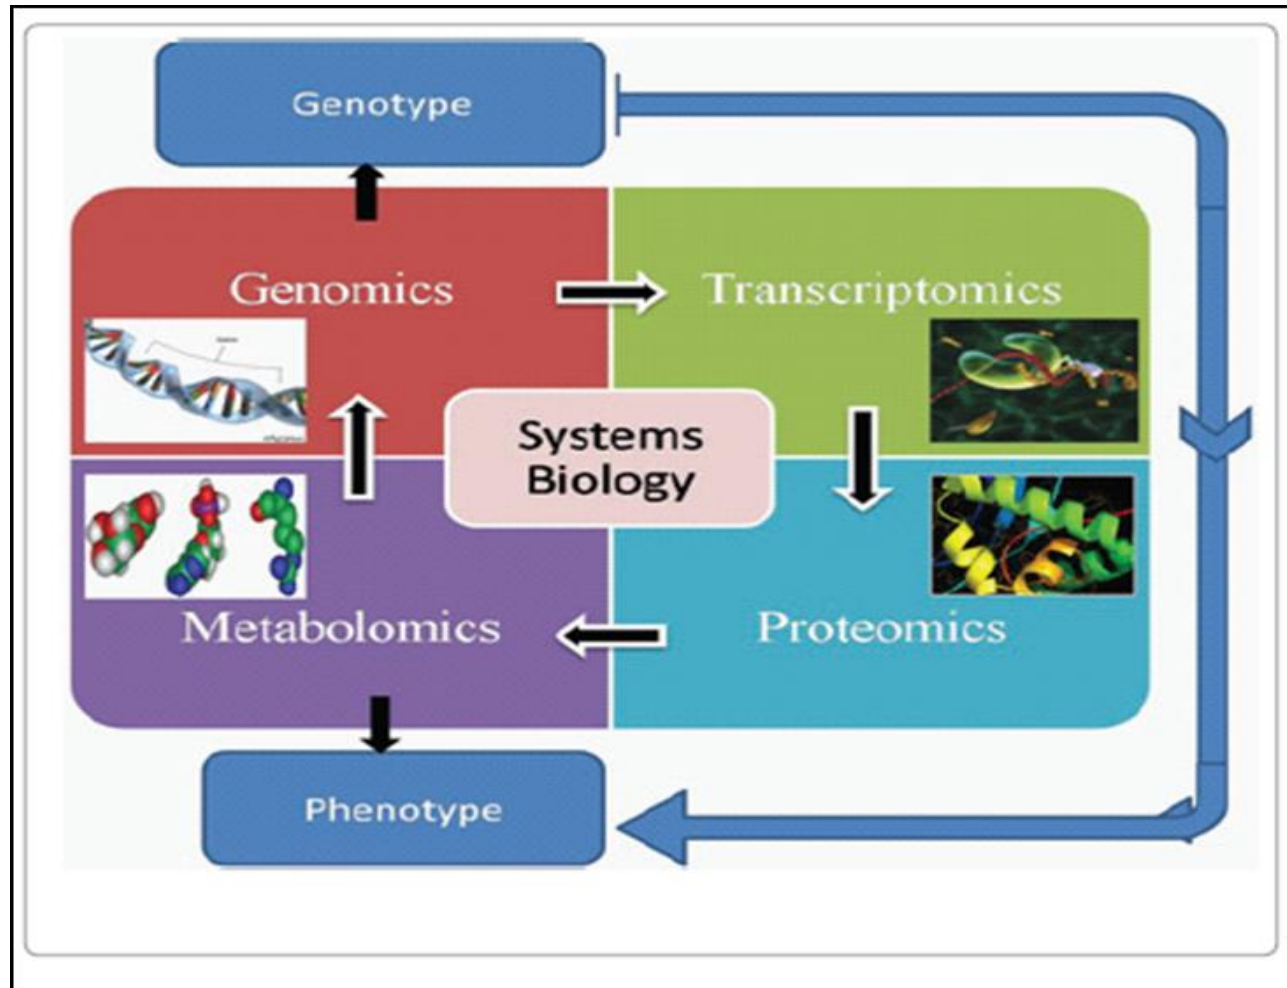 Genotype
Genomics
Transcriptomics
Systems
Biology
Metabolomics
Proteomics
Phenotype